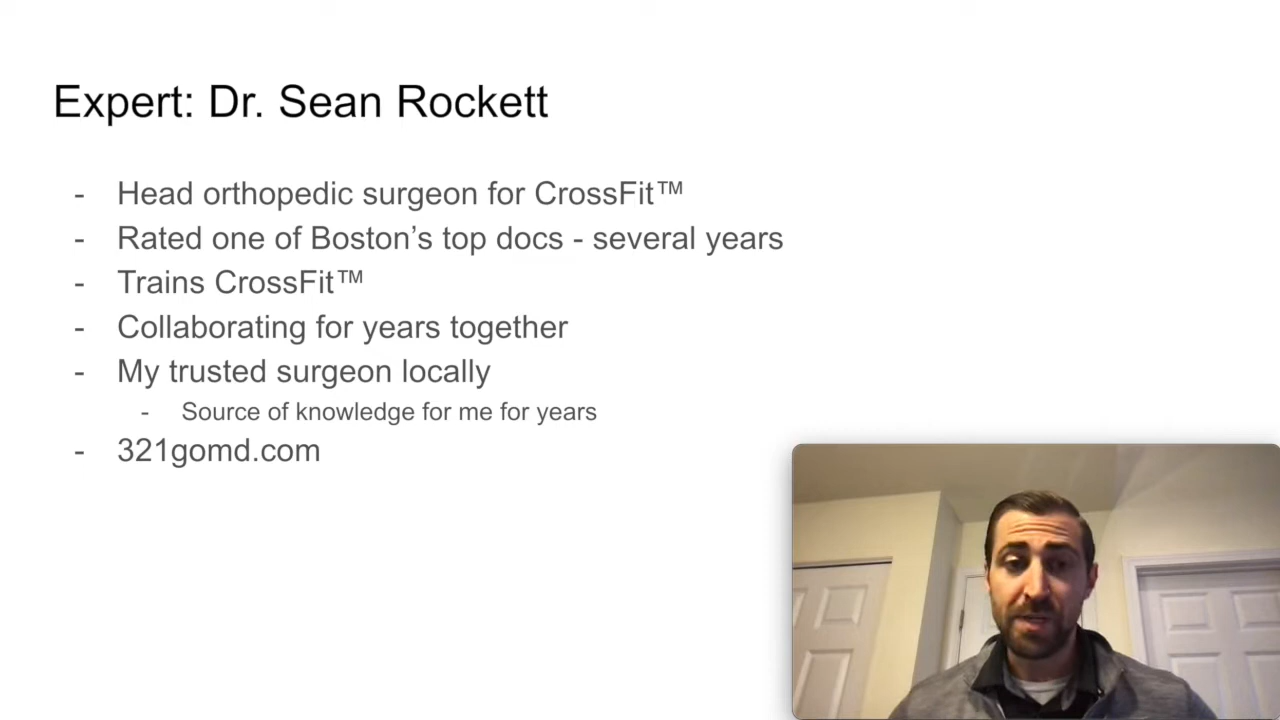 Expert: Dr. Sean Rockett
- Head orthopedic surgeon for CrossFit™
- Rated one of Boston’s top docs - several years
- Trains CrossFit™
- Collaborating for years together
- My trusted surgeon locally
- Source of knowledge for me for years
- 321gomd.com